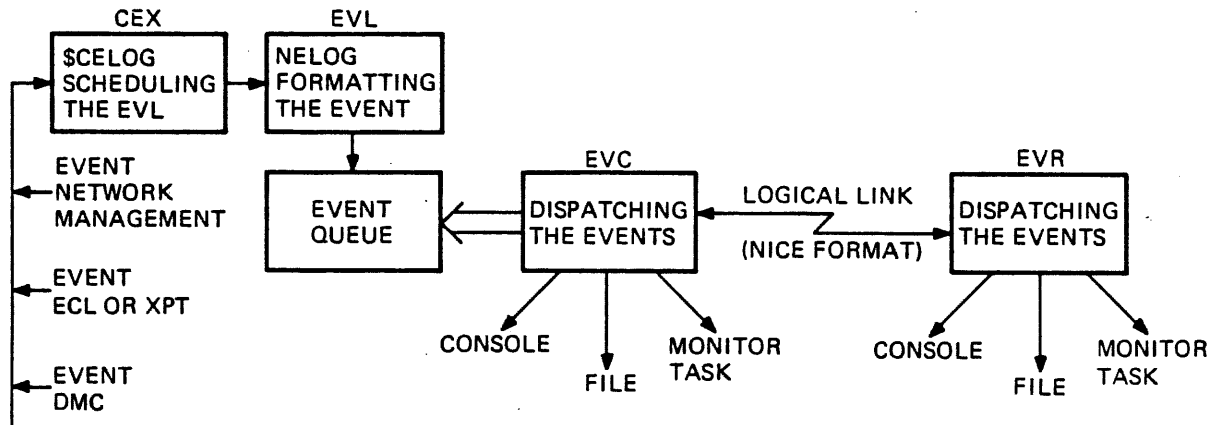 CEX
$CELOG
SCHEDULING
THE EVL
EVL
NELOG
FORMATTING
THE EVENT
EVENT
NETWORK
MANAGEMENT
EVENT
QUEUE
EVC
DISPATCHING
THE EVENTS
LOGICAL LINK
(NICE FORMAT)
EVR
DISPATCHING
THE EVENTS
EVENT
ECL OR XPT
CONSOLE
FILE
MONITOR
TASK
CONSOLE
FILE
MONITOR
TASK
EVENT
DMC